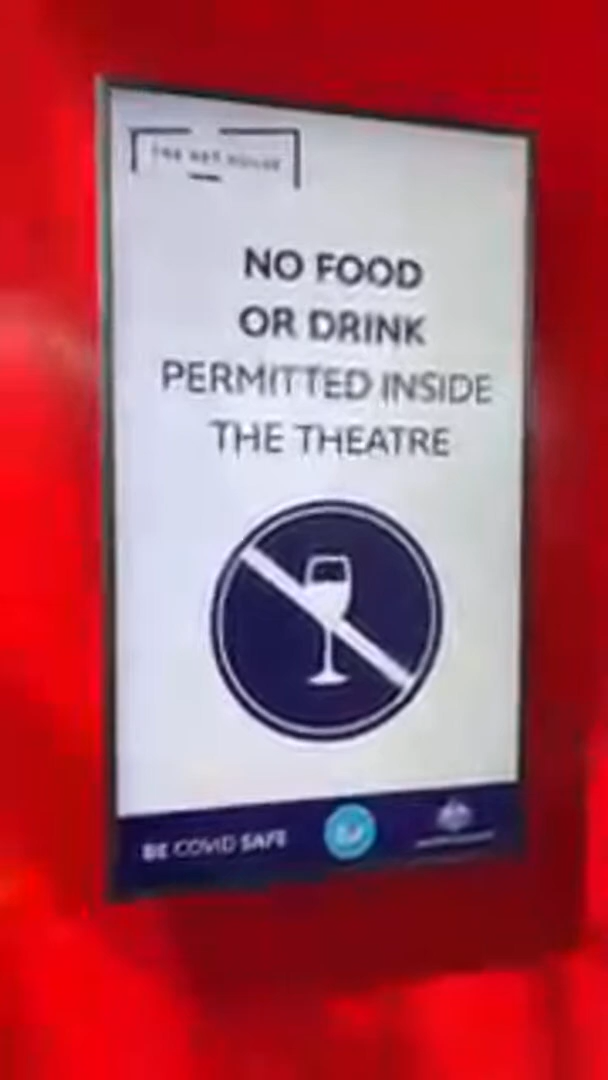 NO FOOD
OR DRINK
PERMITTED INSIDE
THE THEATRE
BE COVID SAFE